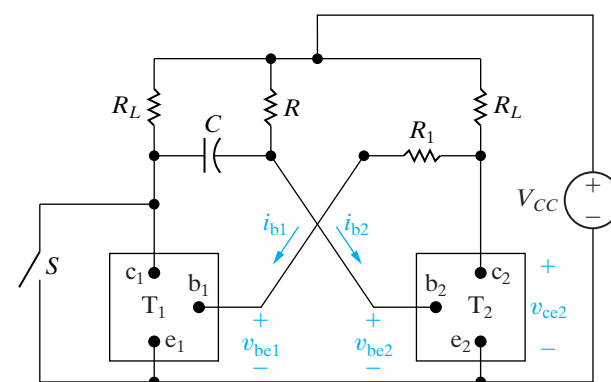 R_L
C
R
R_1
R_L
V_CC
+
−
S
i_b1
i_b2
c_1
b_1
T_1
e_1
+
v_be1
−
+
v_be2
−
c_2
b_2
T_2
e_2
+
v_ce2
−